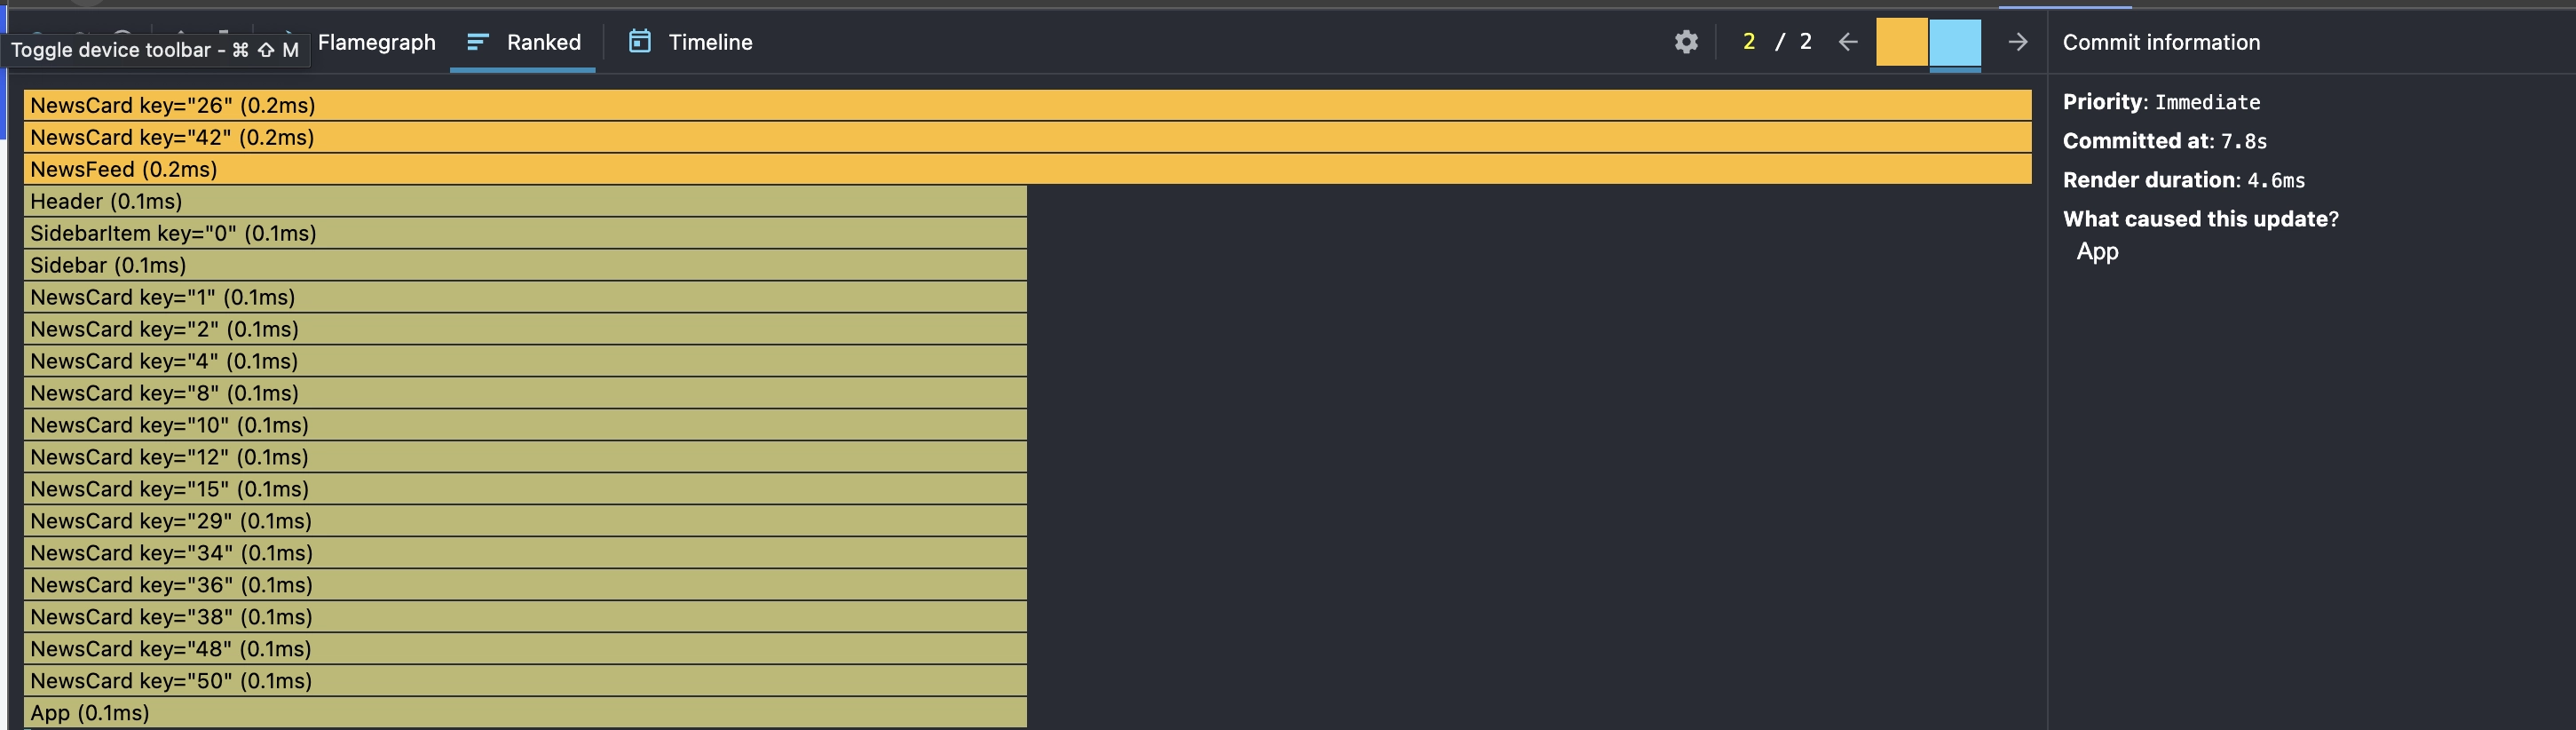 Toggle device toolbar - ⌘ ⇧ M
Flamegraph
Ranked
Timeline
2 / 2
Commit information
NewsCard key="26" (0.2ms)
NewsCard key="42" (0.2ms)
NewsFeed (0.2ms)
Header (0.1ms)
SidebarItem key="0" (0.1ms)
Sidebar (0.1ms)
NewsCard key="1" (0.1ms)
NewsCard key="2" (0.1ms)
NewsCard key="4" (0.1ms)
NewsCard key="8" (0.1ms)
NewsCard key="10" (0.1ms)
NewsCard key="12" (0.1ms)
NewsCard key="15" (0.1ms)
NewsCard key="29" (0.1ms)
NewsCard key="34" (0.1ms)
NewsCard key="36" (0.1ms)
NewsCard key="38" (0.1ms)
NewsCard key="48" (0.1ms)
NewsCard key="50" (0.1ms)
App (0.1ms)
Priority: Immediate
Committed at: 7.8s
Render duration: 4.6ms
What caused this update?
App